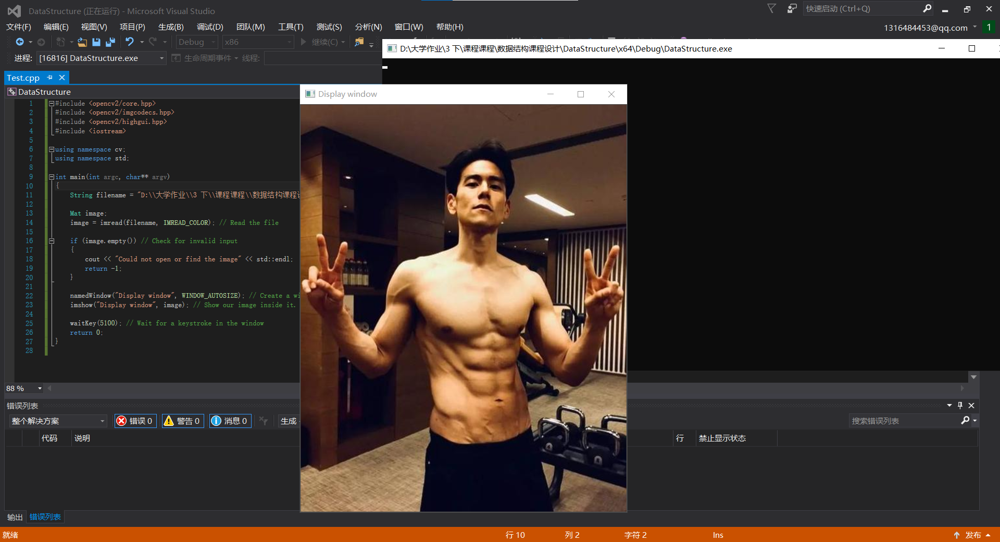 DataStructure (正在运行) - Microsoft Visual Studio
快速启动 (Ctrl+Q)
文件(F) 编辑(E) 视图(V) 项目(P) 生成(B) 调试(D) 团队(M) 工具(T) 测试(S) 分析(N) 窗口(W) 帮助(H)
1316484453@qq.com 1
Debug x86 继续(C)
进程: [16816] DataStructure.exe 生命周期事件 线程:
D:\大学作业\3 下\课程课程\数据结构课程设计\DataStructure\x64\Debug\DataStructure.exe
Test.cpp
DataStructure
Display window
1 #include <opencv2/core.hpp>
2 #include <opencv2/imgcodecs.hpp>
3 #include <opencv2/highgui.hpp>
4 #include <iostream>
5
6 using namespace cv;
7 using namespace std;
8
9 int main(int argc, char** argv)
10 {
11 String filename = "D:\\大学作业\\3 下\\课程课程\\数据结构课程设
12
13 Mat image;
14 image = imread(filename, IMREAD_COLOR); // Read the file
15
16 if (image.empty()) // Check for invalid input
17 {
18 cout << "Could not open or find the image" << std::endl;
19 return -1;
20 }
21
22 namedWindow("Display window", WINDOW_AUTOSIZE); // Create a wi
23 imshow("Display window", image); // Show our image inside it.
24
25 waitKey(5100); // Wait for a keystroke in the window
26 return 0;
27 }
28
88 %
错误列表
整个解决方案 错误 0 警告 0 消息 0 生成
搜索错误列表
代码 说明 行 禁止显示状态
输出 错误列表
就绪 行 10 列 2 字符 2 Ins 发布